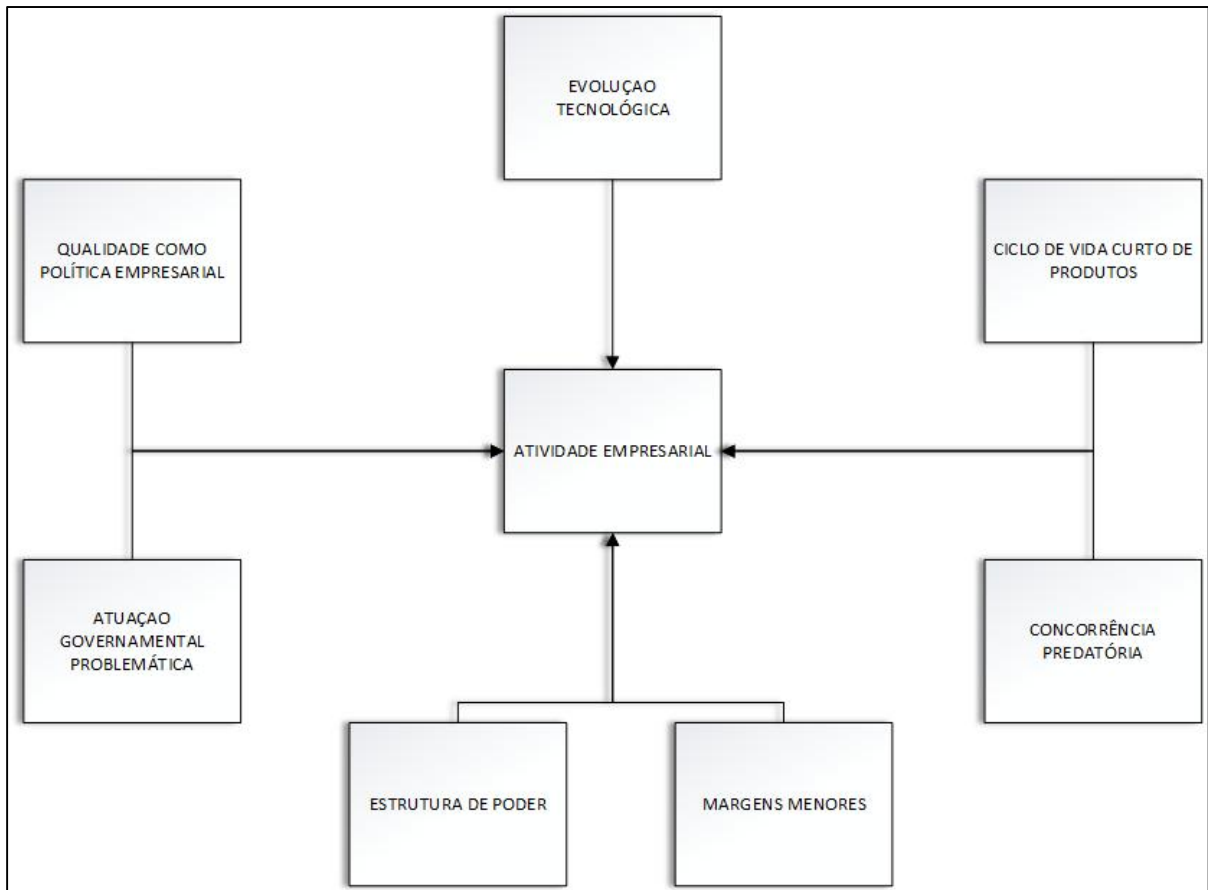 EVOLUÇAO
TECNOLÓGICA
QUALIDADE COMO
POLÍTICA EMPRESARIAL
CICLO DE VIDA CURTO DE
PRODUTOS
ATIVIDADE EMPRESARIAL
ATUAÇAO
GOVERNAMENTAL
PROBLEMÁTICA
CONCORRÊNCIA
PREDATÓRIA
ESTRUTURA DE PODER
MARGENS MENORES